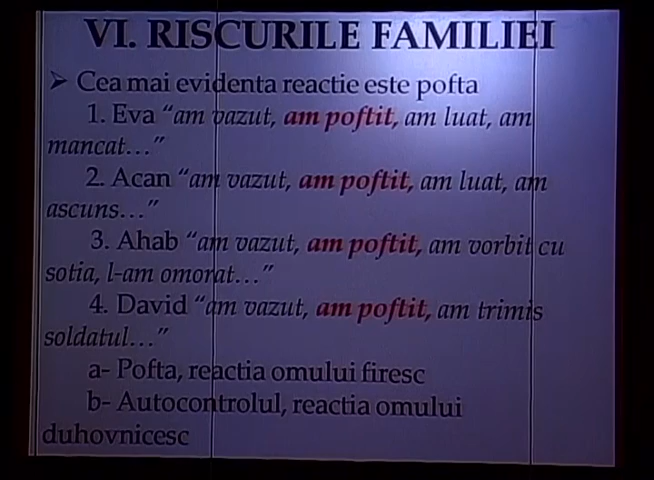 VI. RISCURILE FAMILIEI
➤ Cea mai evidenta reactie este pofta
1. Eva “am vazut, am poftit, am luat, am
mancat…”
2. Acan “am vazut, am poftit, am luat, am
ascuns…”
3. Ahab “am vazut, am poftit, am vorbit cu
sotia, l-am omorat…”
4. David “am vazut, am poftit, am trimis
soldatul…”
a- Pofta, reactia omului firesc
b- Autocontrolul, reactia omului
duhovnicesc